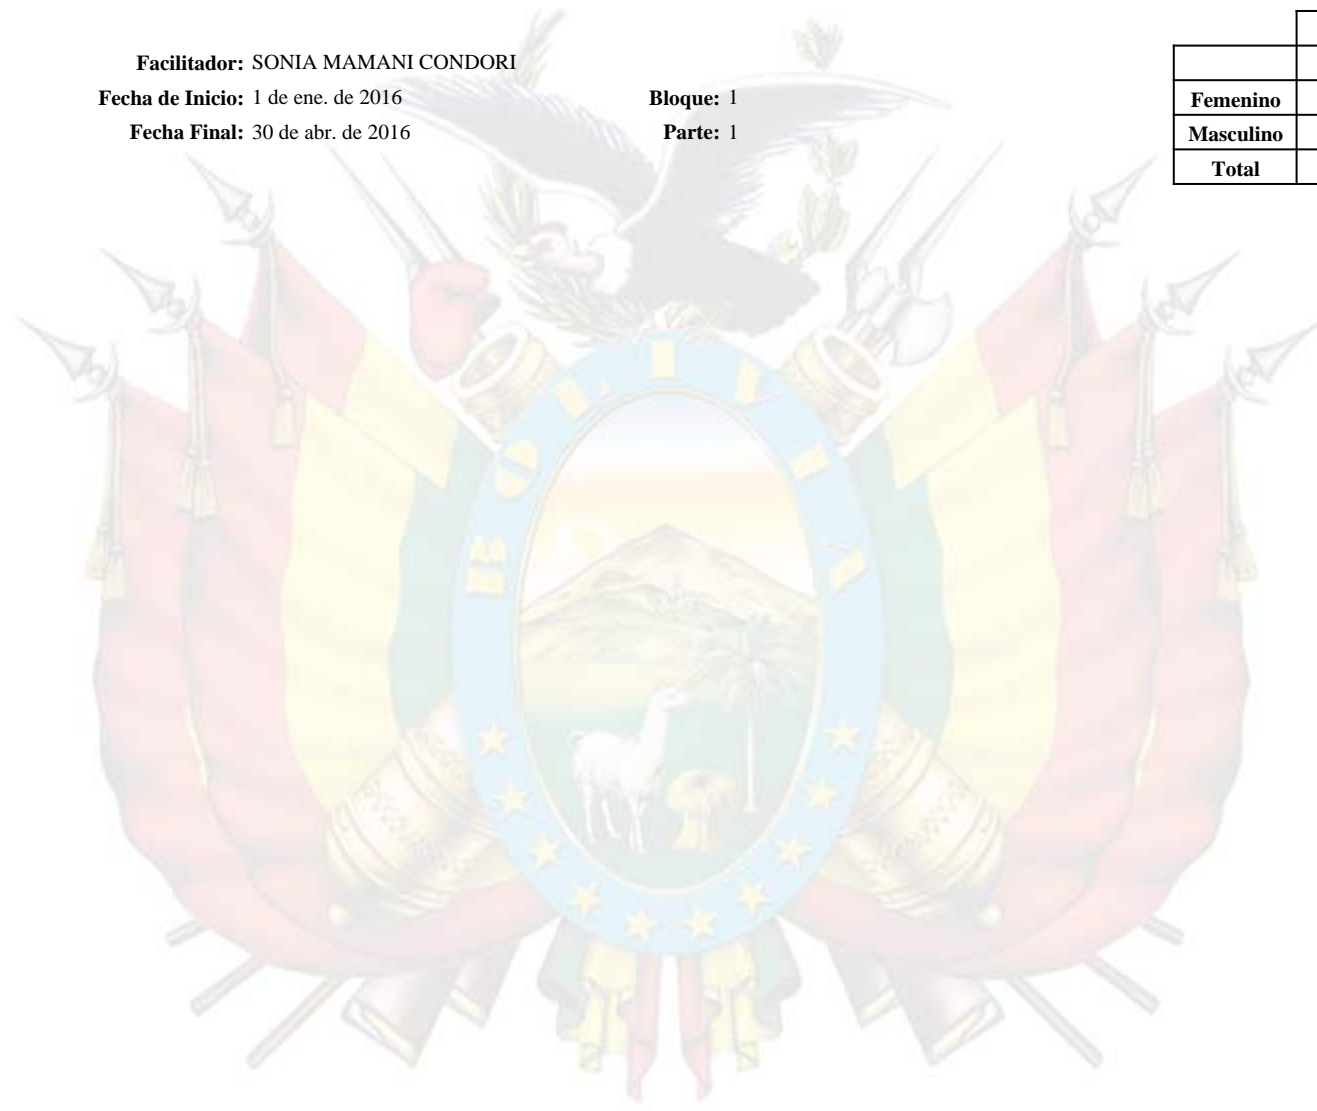 Facilitador: SONIA MAMANI CONDORI
Fecha de Inicio: 1 de ene. de 2016 Bloque: 1
Fecha Final: 30 de abr. de 2016 Parte: 1
Femenino
Masculino
Total
BOLIVIA